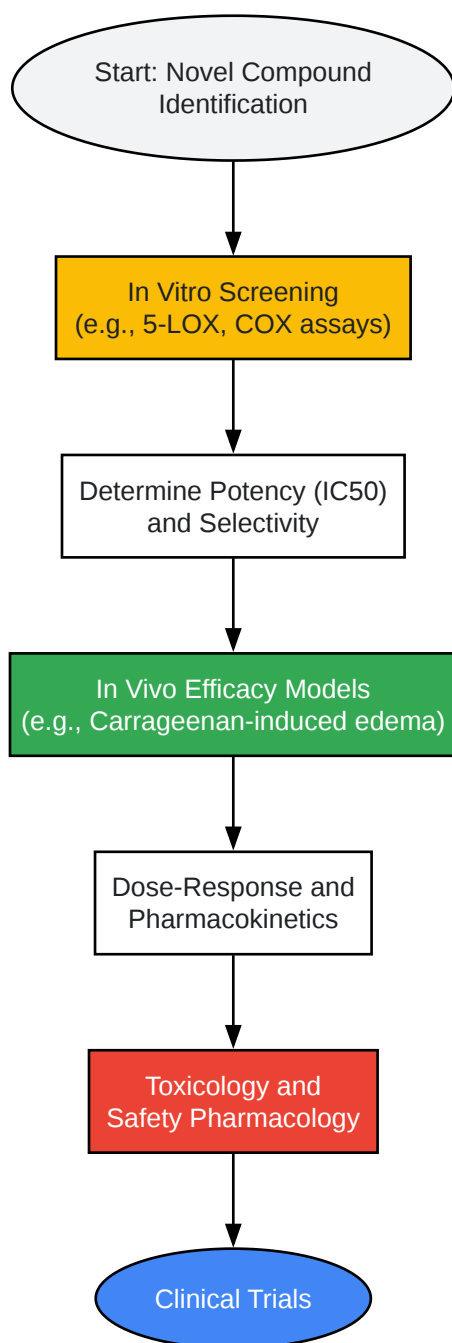 Start: Novel Compound
Identification
In Vitro Screening
(e.g., 5-LOX, COX assays)
Determine Potency (IC50)
and Selectivity
In Vivo Efficacy Models
(e.g., Carrageenan-induced edema)
Dose-Response and
Pharmacokinetics
Toxicology and
Safety Pharmacology
Clinical Trials